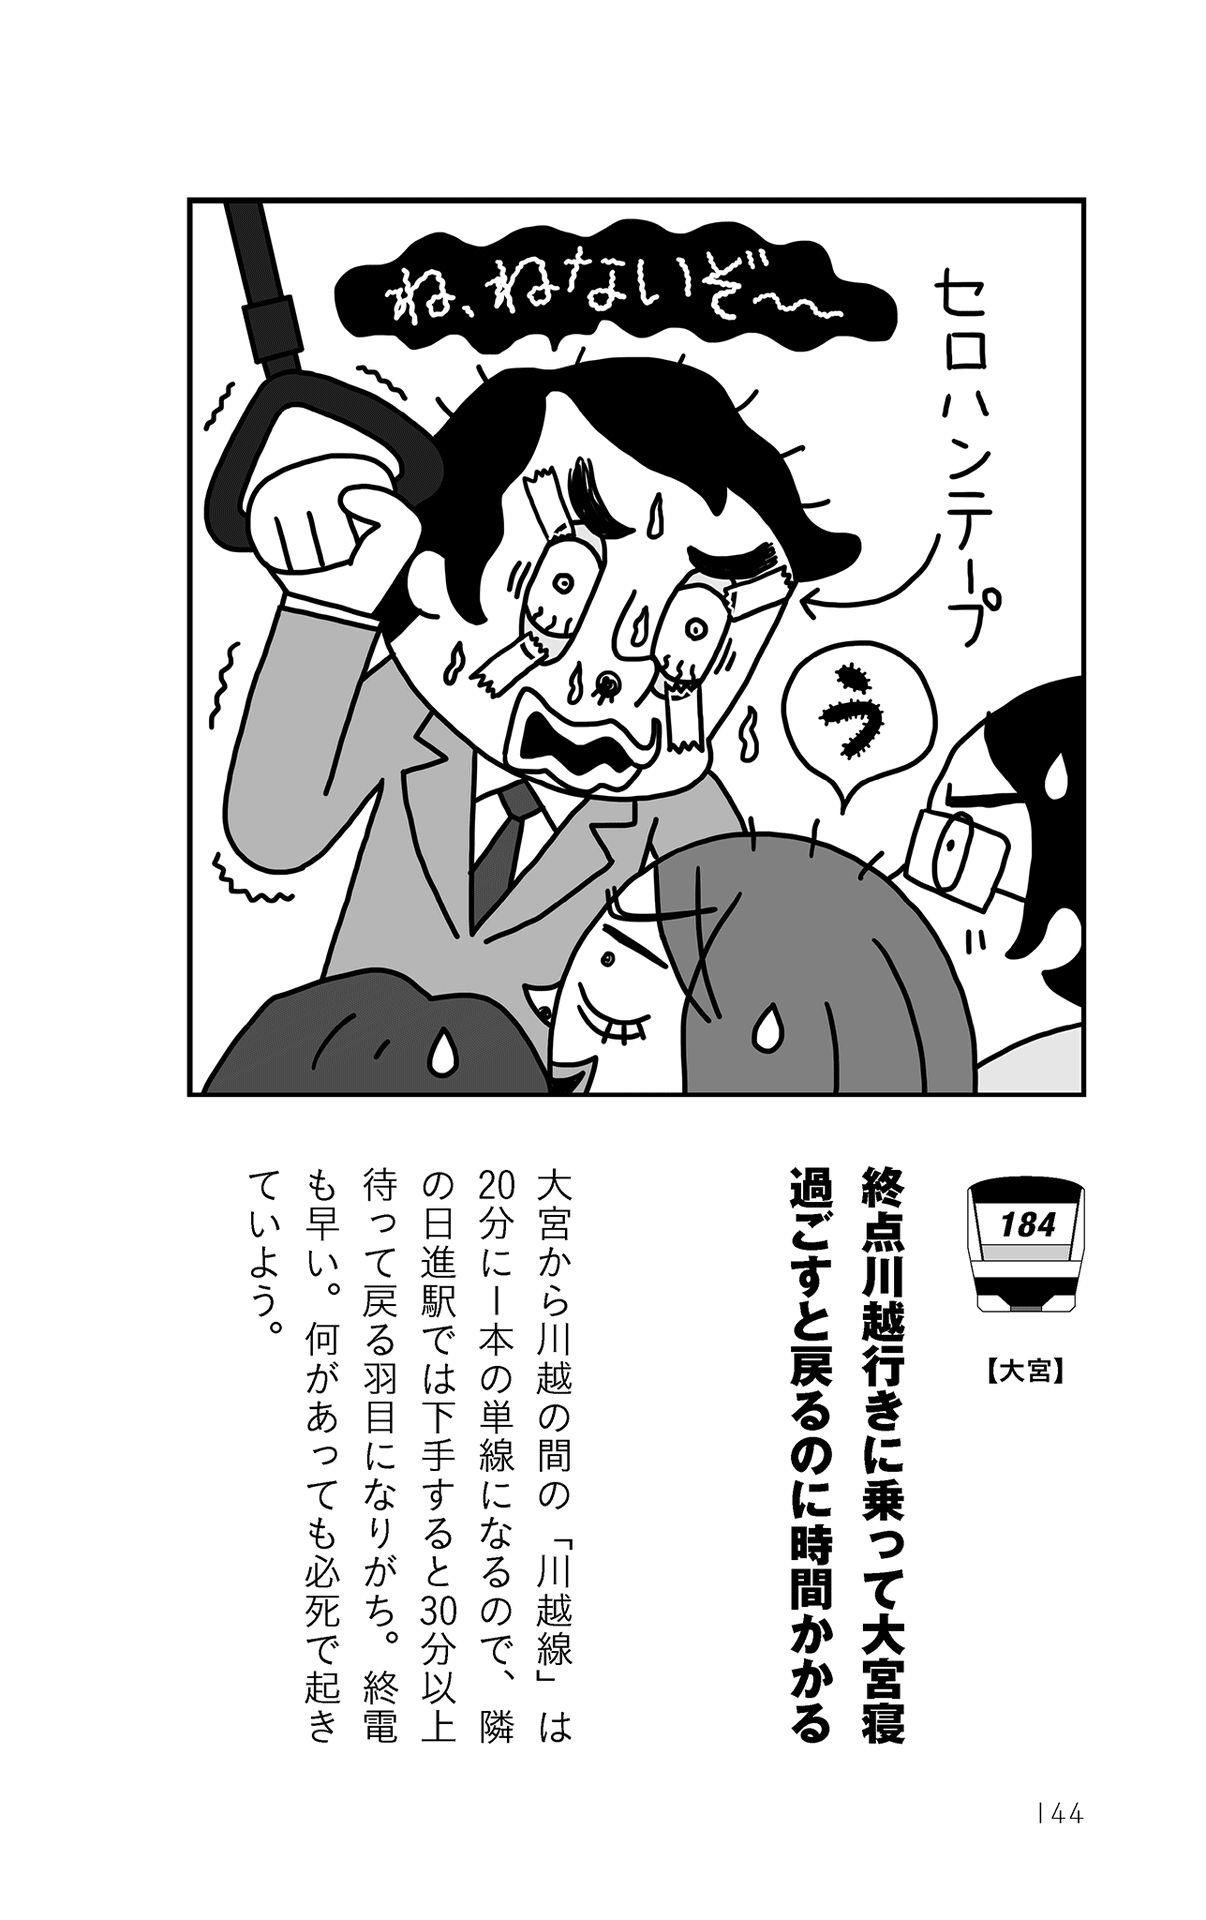 ね、ねないぞ〜
セロハンテープ
う
184
【大宮】
終点川越行きに乗って大宮寝
過ごすと戻るのに時間かかる
大宮から川越の間の「川越線」は
20分に1本の単線になるので、隣
の日進駅では下手すると30分以上
待って戻る羽目になりがち。終電
も早い。何があっても必死で起き
ていよう。
144